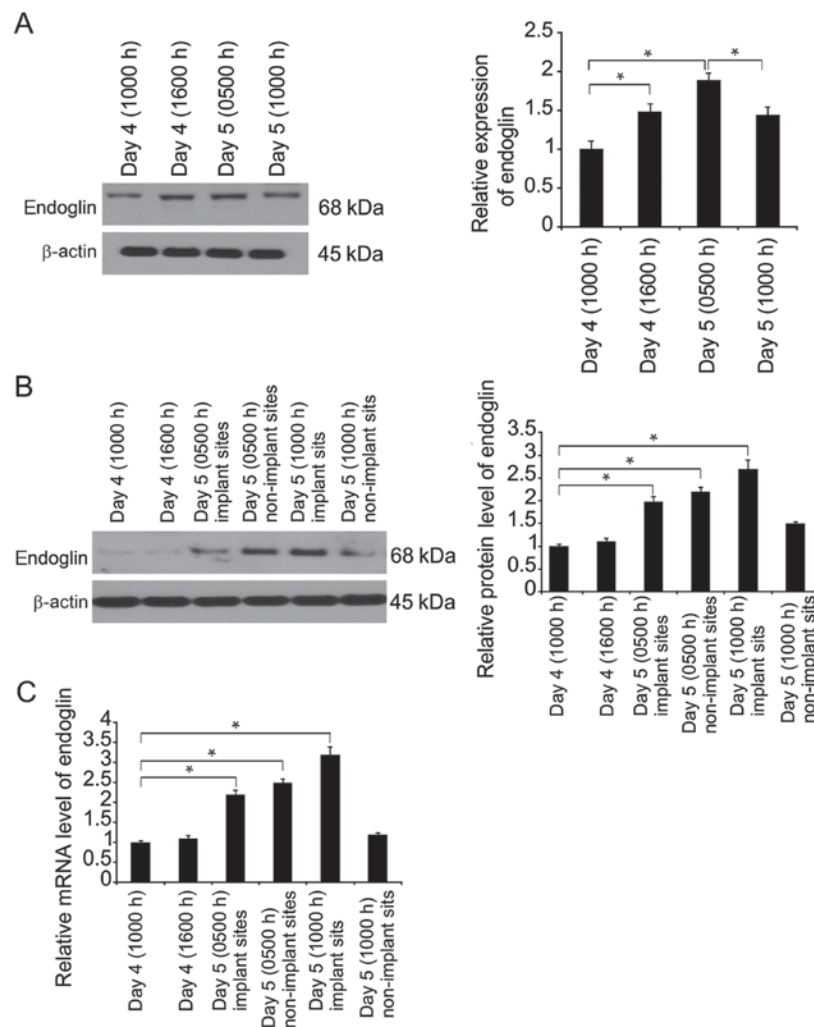 A
Day 4 (1000 h)
Day 4 (1600 h)
Day 5 (0500 h)
Day 5 (1000 h)
Endoglin
68 kDa
β-actin
45 kDa
Relative expression
of endoglin
2.5
2
1.5
1
0.5
0
*
*
*
Day 4 (1000 h)
Day 4 (1600 h)
Day 5 (0500 h)
Day 5 (1000 h)
B
Day 4 (1000 h)
Day 4 (1600 h)
Day 5 (0500 h)
implant sites
Day 5 (0500 h)
non-implant sites
Day 5 (1000 h)
implant sits
Day 5 (1000 h)
non-implant sits
Endoglin
68 kDa
β-actin
45 kDa
Relative protein level of endoglin
3.5
3
2.5
2
1.5
1
0.5
0
*
*
*
Day 4 (1000 h)
Day 4 (1600 h)
Day 5 (0500 h)
implant sites
Day 5 (0500 h)
non-implant sites
Day 5 (1000 h)
implant sits
Day 5 (1000 h)
non-implant sits
C
Relative mRNA level of endoglin
4
3.5
3
2.5
2
1.5
1
0.5
0
*
*
*
Day 4 (1000 h)
Day 4 (1600 h)
Day 5 (0500 h)
implant sites
Day 5 (0500 h)
non-implant sites
Day 5 (1000 h)
implant sits
Day 5 (1000 h)
non-implant sits